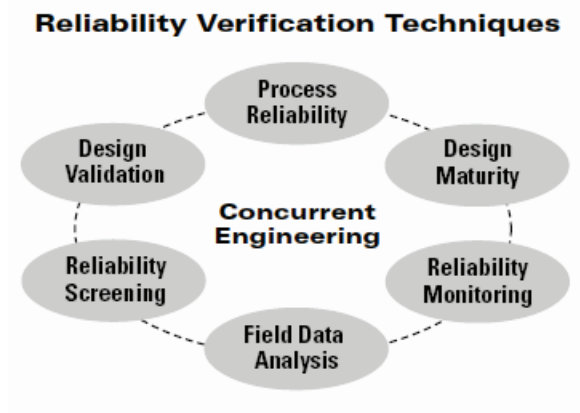 Reliability Verification Techniques
Process
Reliability
Design
Validation
Design
Maturity
Concurrent
Engineering
Reliability
Screening
Reliability
Monitoring
Field Data
Analysis